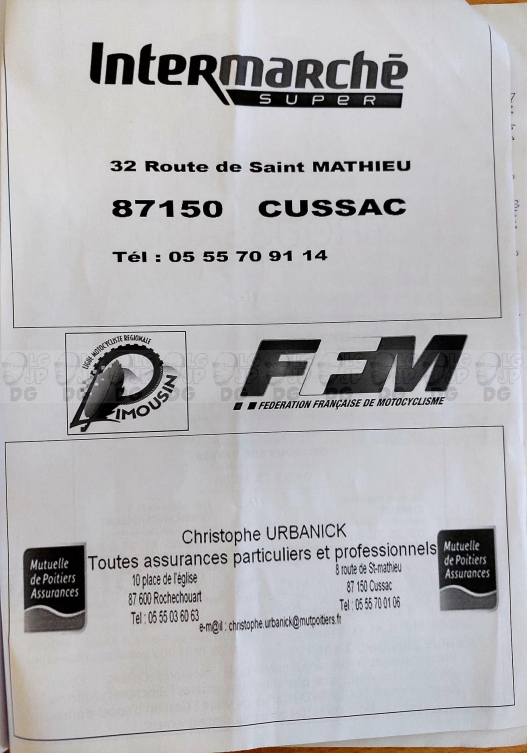 InterMarchē
SUPER
32 Route de Saint MATHIEU
87150 CUSSAC
Tél : 05 55 70 91 14
LIGUE MOTOCYCLISTE REGIONALE
LIMOUSIN
FFM
FEDERATION FRANÇAISE DE MOTOCYCLISME
Christophe URBANICK
Toutes assurances particuliers et professionnels
Mutuelle
de Poitiers
Assurances
10 place de l'église
87 600 Rochechouart
Tel : 05 55 03 60 63
8 route de St-mathieu
87 150 Cussac
Tel : 05 55 70 01 06
e-m@il : christophe.urbanick@mutpoitiers.fr
Mutuelle
de Poitiers
Assurances